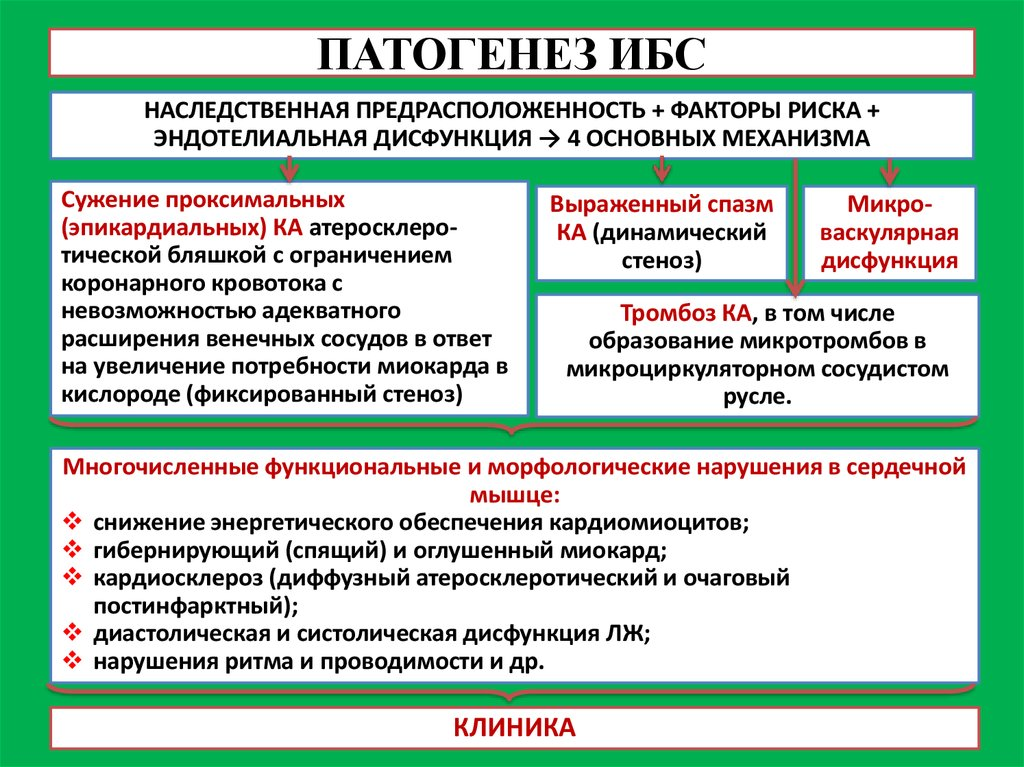 ПАТОГЕНЕЗ ИБС
НАСЛЕДСТВЕННАЯ ПРЕДРАСПОЛОЖЕННОСТЬ + ФАКТОРЫ РИСКА +
ЭНДОТЕЛИАЛЬНАЯ ДИСФУНКЦИЯ → 4 ОСНОВНЫХ МЕХАНИЗМА
Сужение проксимальных
(эпикардиальных) КА атеросклеро-
тической бляшкой с ограничением
коронарного кровотока с
невозможностью адекватного
расширения венечных сосудов в ответ
на увеличение потребности миокарда в
кислороде (фиксированный стеноз)
Выраженный спазм
КА (динамический
стеноз)
Микро-
васкулярная
дисфункция
Тромбоз КА, в том числе
образование микротромбов в
микроциркуляторном сосудистом
русле.
Многочисленные функциональные и морфологические нарушения в сердечной
мышце:
❖ снижение энергетического обеспечения кардиомиоцитов;
❖ гибернирующий (спящий) и оглушенный миокард;
❖ кардиосклероз (диффузный атеросклеротический и очаговый
постинфарктный);
❖ диастолическая и систолическая дисфункция ЛЖ;
❖ нарушения ритма и проводимости и др.
КЛИНИКА